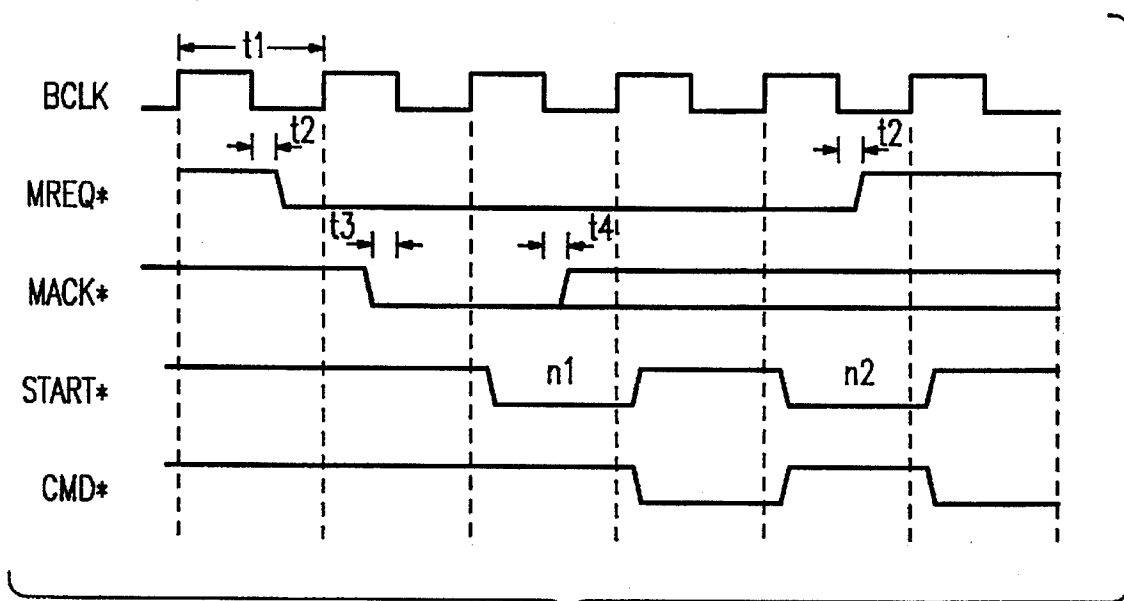 t1
BCLK
t2 t2
MREQ*
t3 t4
MACK*
START* n1 n2
CMD*